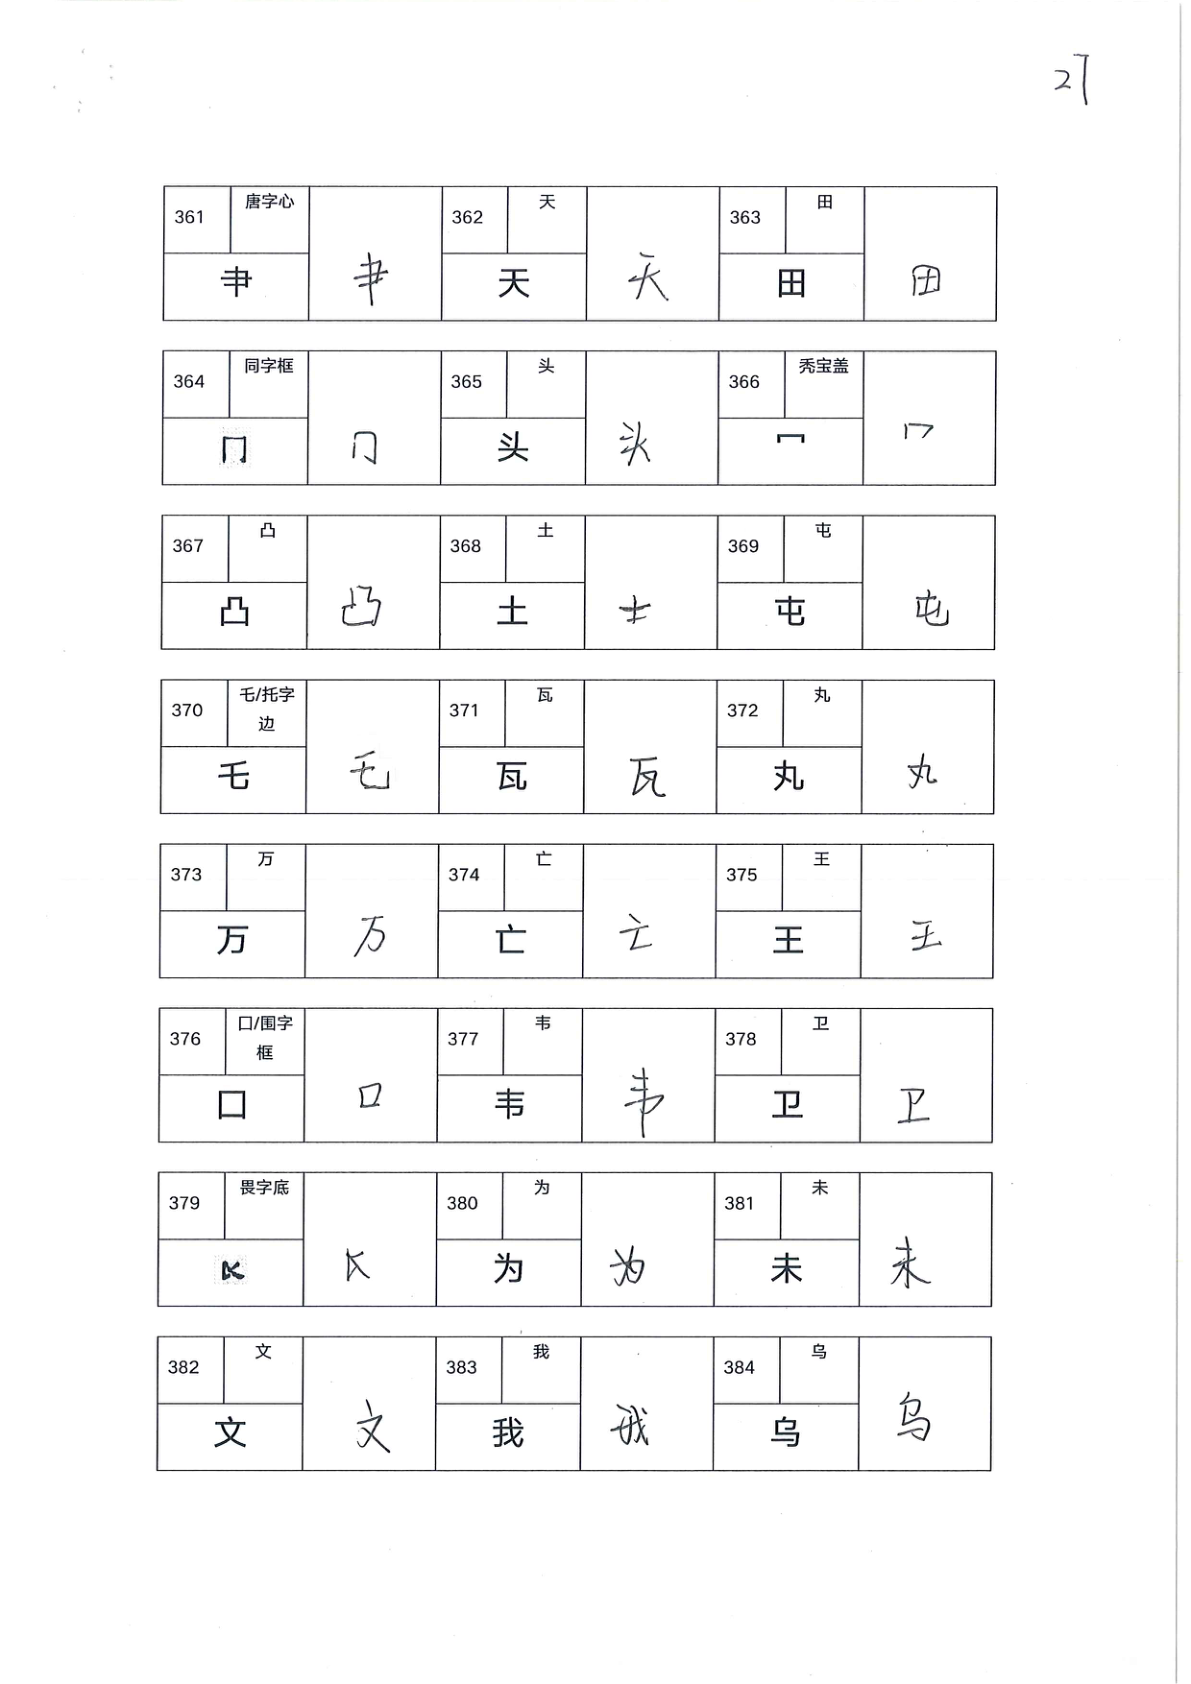 27
361 唐字心 362 天 363 田
肀 肀 天 天 田 田
364 同字框 365 头 366 秃宝盖
冂 冂 头 头 冖 冖
367 凸 368 土 369 屯
凸 凸 土 土 屯 屯
370 乇/托字边 371 瓦 372 丸
乇 乇 瓦 瓦 丸 丸
373 万 374 亡 375 王
万 万 亡 亡 王 王
376 囗/围字框 377 韦 378 卫
囗 囗 韦 韦 卫 卫
379 畏字底 380 为 381 未
为 为 未 未
382 文 383 我 384 乌
文 文 我 我 乌 乌